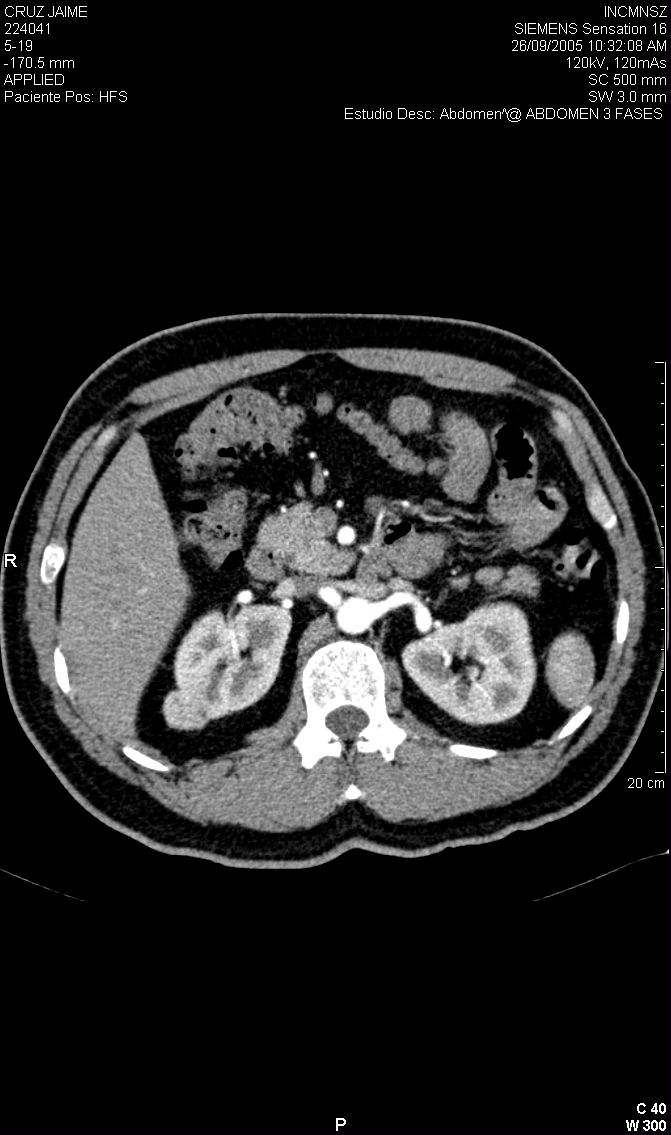 CRUZ JAIME
224041
5-19
-170.5 mm
APPLIED
Paciente Pos: HFS
INCMNSZ
SIEMENS Sensation 16
26/09/2005 10:32:08 AM
120kV, 120mAs
SC 500 mm
SW 3.0 mm
Estudio Desc: Abdomen^@ ABDOMEN 3 FASES
R
20 cm
P
C 40
W 300